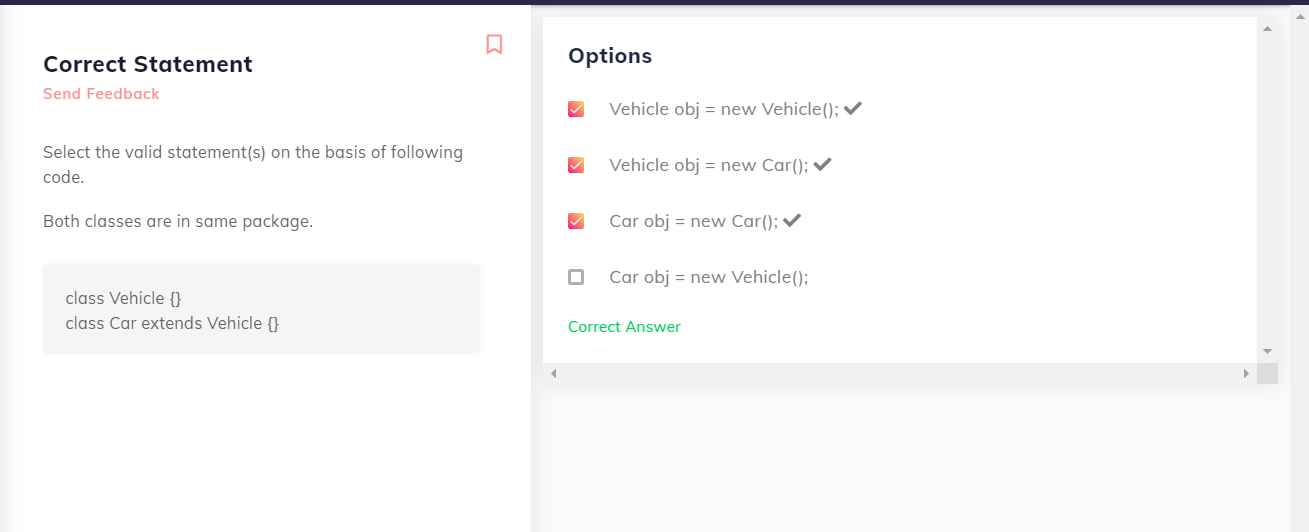 Correct Statement
Send Feedback
Select the valid statement(s) on the basis of following
code.
Both classes are in same package.
class Vehicle {}
class Car extends Vehicle {}
Options
Vehicle obj = new Vehicle();
Vehicle obj = new Car();
Car obj = new Car();
Car obj = new Vehicle();
Correct Answer